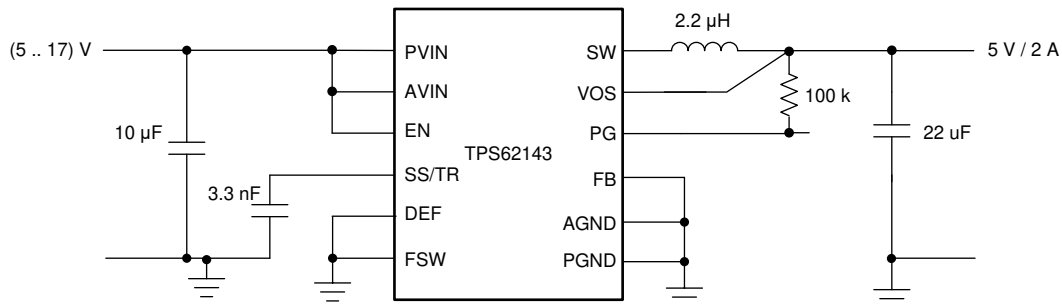 2.2 µH
(5 .. 17) V
PVIN
SW
5 V / 2 A
AVIN
VOS
100 k
10 µF
EN
PG
22 uF
TPS62143
3.3 nF
SS/TR
FB
DEF
AGND
FSW
PGND